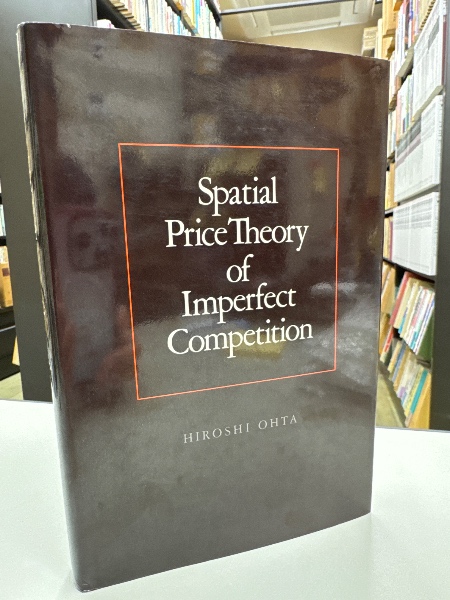 Spatial
Price Theory
of
Imperfect
Competition
HIROSHI OHTA